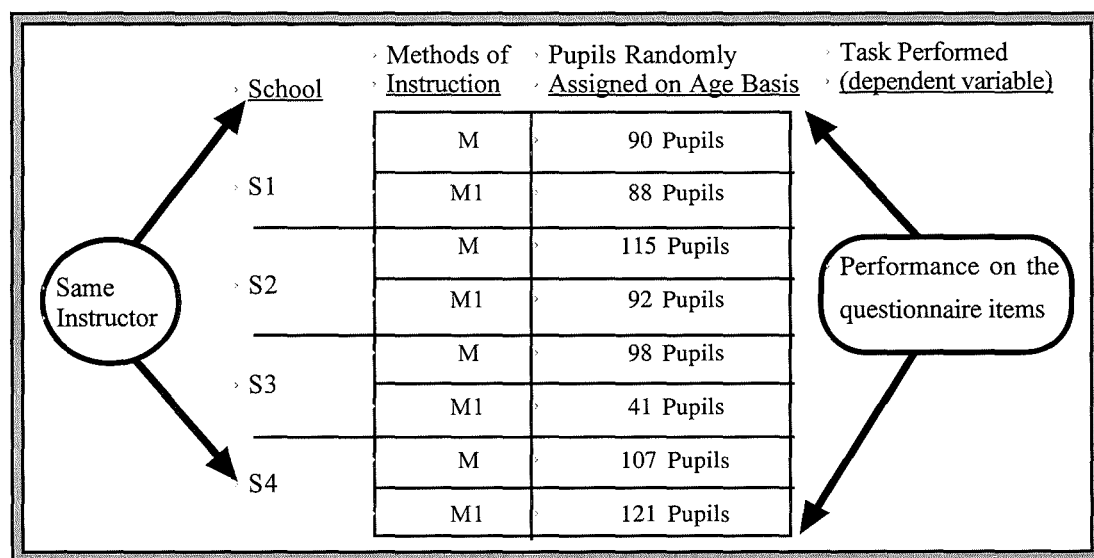 School
Methods of
Instruction
Pupils Randomly
Assigned on Age Basis
Task Performed
(dependent variable)
Same
Instructor
S1
M 90 Pupils
M1 88 Pupils
S2
M 115 Pupils
M1 92 Pupils
S3
M 98 Pupils
M1 41 Pupils
S4
M 107 Pupils
M1 121 Pupils
Performance on the
questionnaire items